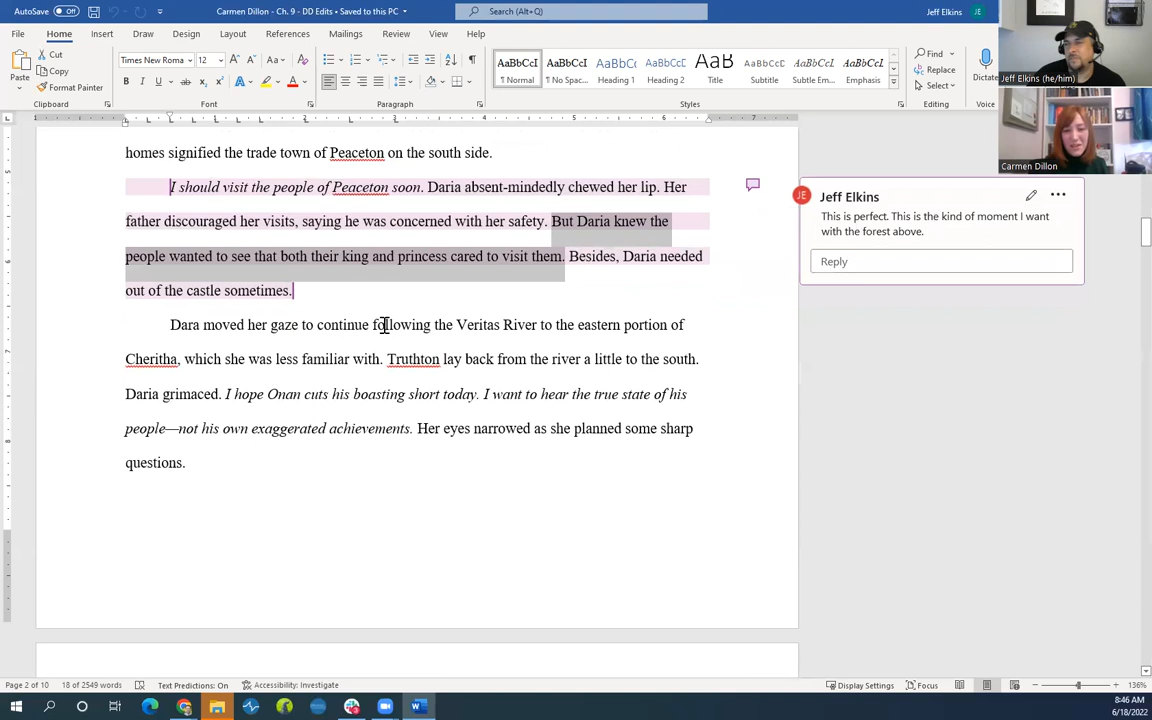 AutoSave Off Carmen Dillon - Ch. 9 - DD Edits • Saved to this PC Search (Alt+Q) Jeff Elkins JE
File Home Insert Draw Design Layout References Mailings Review View Help
Cut
Copy
Format Painter
Paste
Clipboard
Times New Roma 12
Font
Paragraph
AaBbCcI AaBbCcI AaBbCcI AaBbCcI AaB AaBbCcI AaBbCcI AaBbCcI
¶ Normal ¶ No Spac... Heading 1 Heading 2 Title Subtitle Subtle Em... Emphasis
Styles
Find
Replace
Select
Editing
Dictate
Voice
Jeff Elkins (he/him)
Carmen Dillon
homes signified the trade town of Peaceton on the south side.
I should visit the people of Peaceton soon. Daria absent-mindedly chewed her lip. Her
father discouraged her visits, saying he was concerned with her safety. But Daria knew the
people wanted to see that both their king and princess cared to visit them. Besides, Daria needed
out of the castle sometimes.
Dara moved her gaze to continue following the Veritas River to the eastern portion of
Cheritha, which she was less familiar with. Truthton lay back from the river a little to the south.
Daria grimaced. I hope Onan cuts his boasting short today. I want to hear the true state of his
people—not his own exaggerated achievements. Her eyes narrowed as she planned some sharp
questions.
JE Jeff Elkins
This is perfect. This is the kind of moment I want
with the forest above.
Reply
Page 2 of 10 18 of 2549 words Text Predictions: On Accessibility: Investigate Display Settings Focus 136%
8:46 AM
6/18/2022